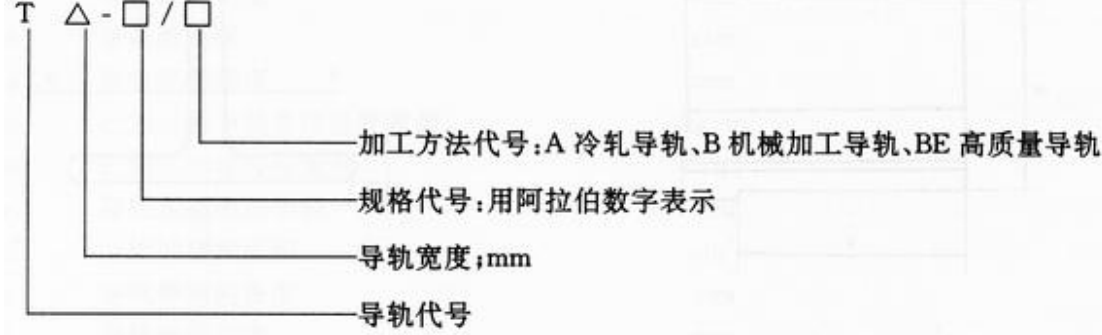 T △ - □ / □
加工方法代号:A 冷轧导轨、B 机械加工导轨、BE 高质量导轨
规格代号:用阿拉伯数字表示
导轨宽度;mm
导轨代号